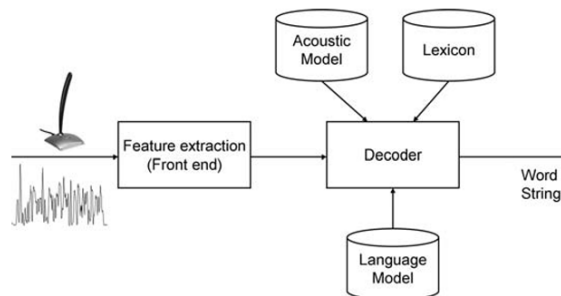 Acoustic
Model
Lexicon
Feature extraction
(Front end)
Decoder
Word
String
Language
Model